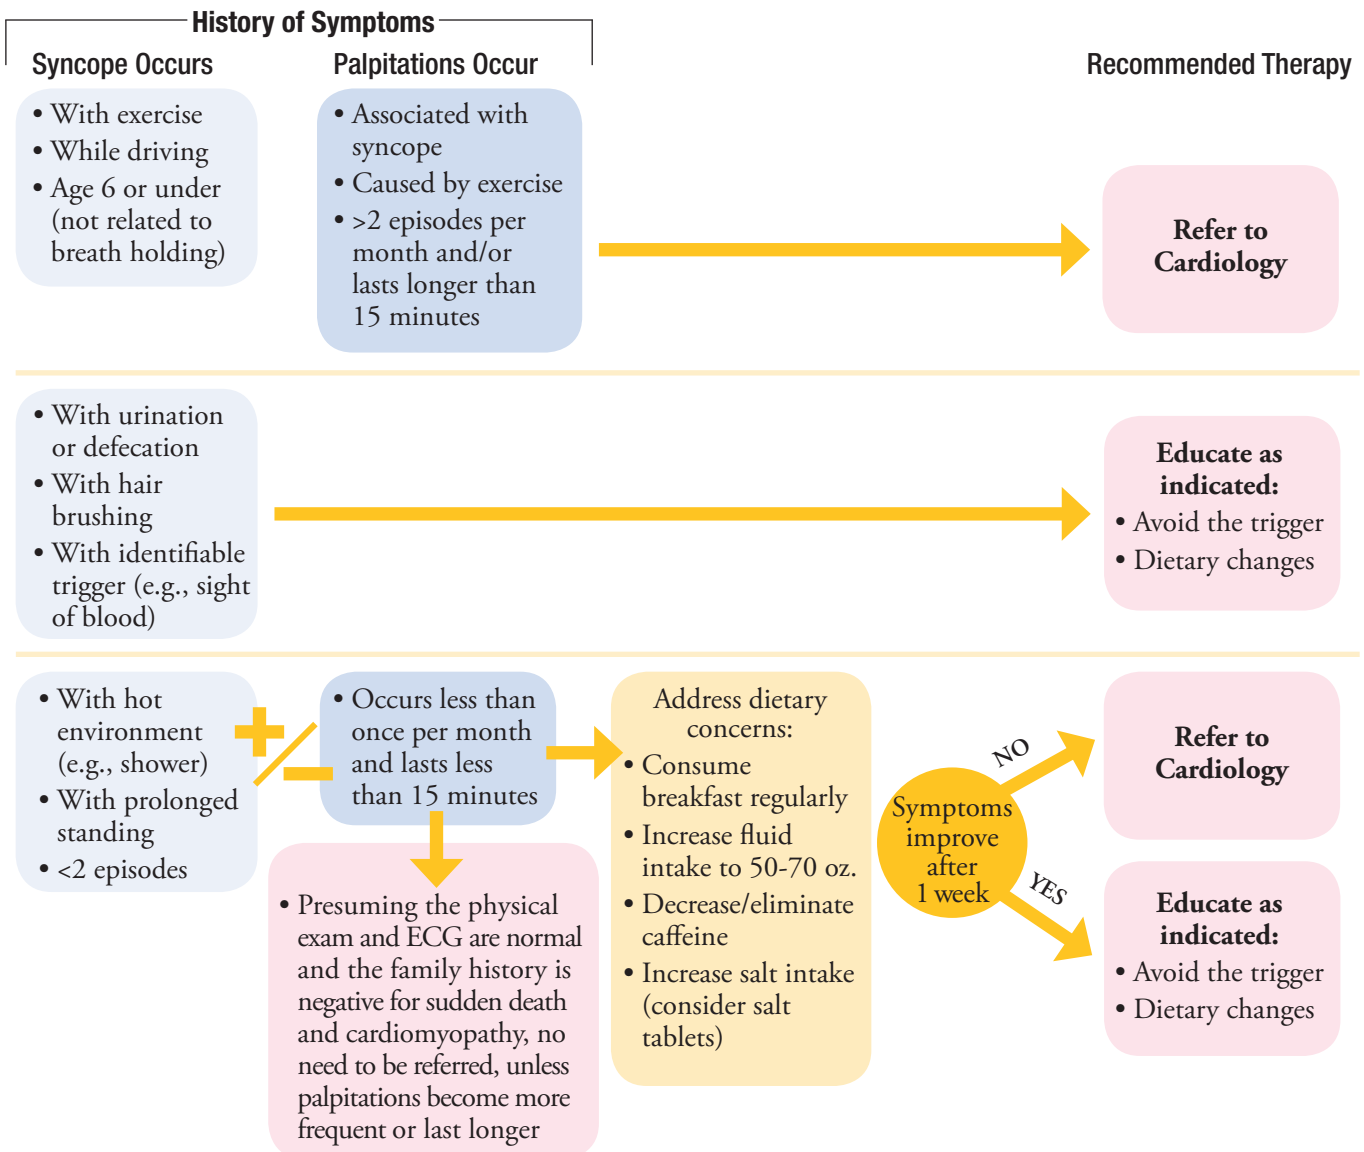 History of Symptoms
Syncope Occurs
Palpitations Occur
Recommended Therapy
• With exercise
• While driving
• Age 6 or under
(not related to
breath holding)
• Associated with
syncope
• Caused by exercise
• >2 episodes per
month and/or
lasts longer than
15 minutes
Refer to
Cardiology
• With urination
or defecation
• With hair
brushing
• With identifiable
trigger (e.g., sight
of blood)
Educate as
indicated:
• Avoid the trigger
• Dietary changes
• With hot
environment
(e.g., shower)
• With prolonged
standing
• <2 episodes
• Occurs less than
once per month
and lasts less
than 15 minutes
• Presuming the physical
exam and ECG are normal
and the family history is
negative for sudden death
and cardiomyopathy, no
need to be referred, unless
palpitations become more
frequent or last longer
Address dietary
concerns:
• Consume
breakfast regularly
• Increase fluid
intake to 50-70 oz.
• Decrease/eliminate
caffeine
• Increase salt intake
(consider salt
tablets)
Symptoms
improve
after
1 week
NO
Refer to
Cardiology
YES
Educate as
indicated:
• Avoid the trigger
• Dietary changes